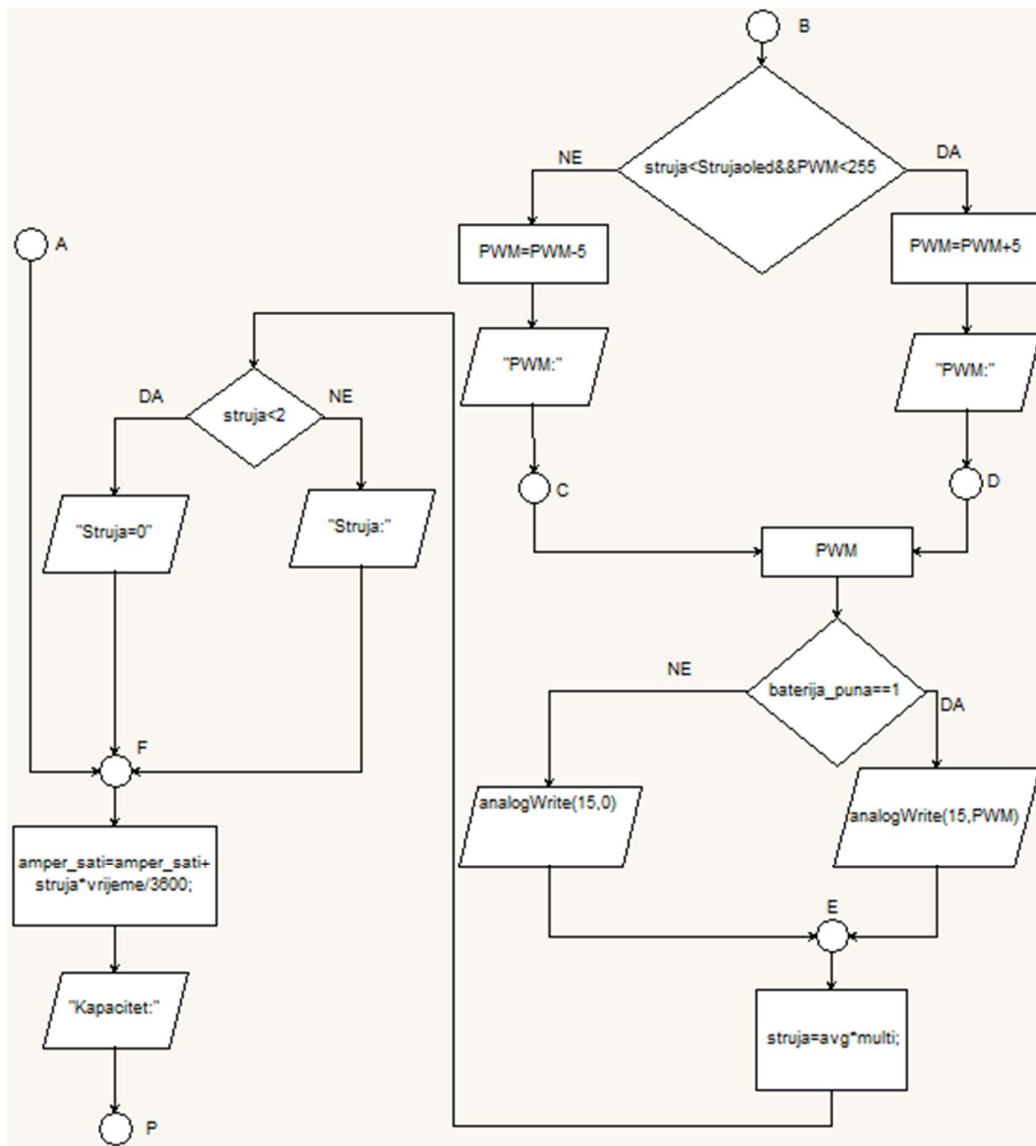 B
struja<Strujaoled&&PWM<255
NE
DA
PWM=PWM-5
PWM=PWM+5
"PWM:"
"PWM:"
C
D
PWM
baterija_puna==1
NE
DA
analogWrite(15,0)
analogWrite(15,PWM)
E
struja=avg*multi;
A
struja<2
DA
NE
"Struja=0"
"Struja:"
F
amper_sati=amper_sati+
struja*vrijeme/3600;
"Kapacitet:"
P